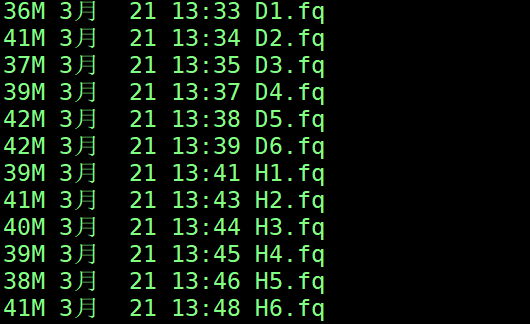 36M 3月  21 13:33 D1.fq
41M 3月  21 13:34 D2.fq
37M 3月  21 13:35 D3.fq
39M 3月  21 13:37 D4.fq
42M 3月  21 13:38 D5.fq
42M 3月  21 13:39 D6.fq
39M 3月  21 13:41 H1.fq
41M 3月  21 13:42 H2.fq
40M 3月  21 13:44 H3.fq
39M 3月  21 13:45 H4.fq
38M 3月  21 13:46 H5.fq
41M 3月  21 13:48 H6.fq